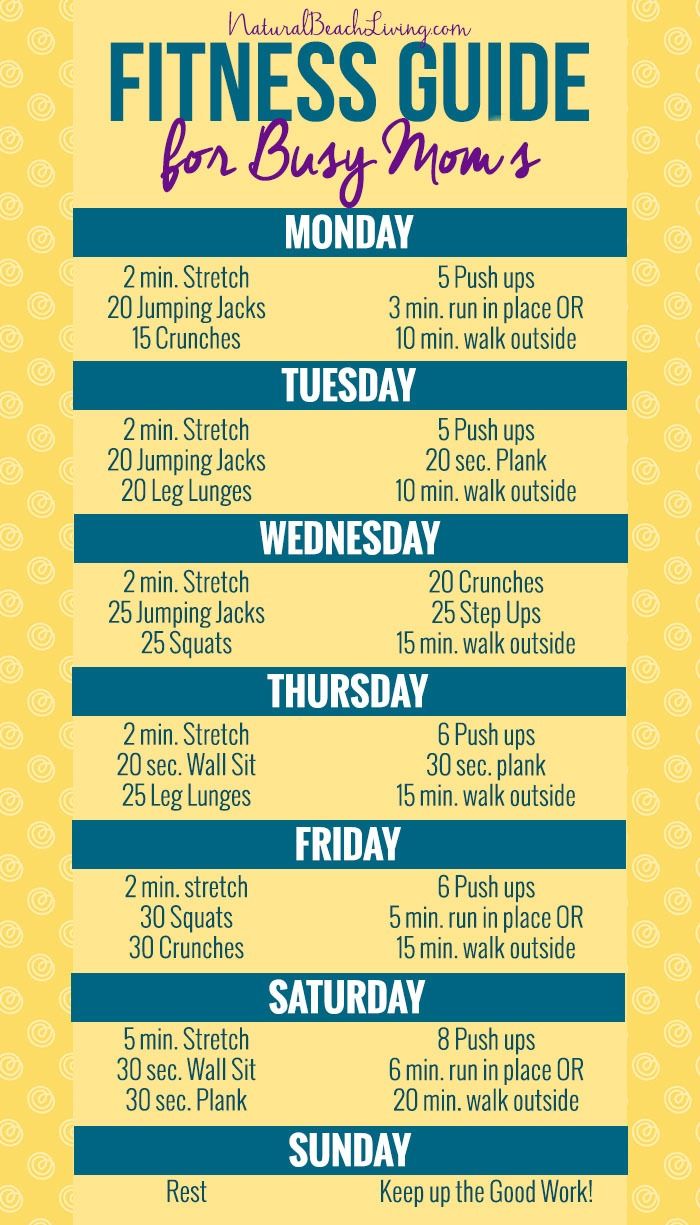 NaturalBeachLiving.com
FITNESS GUIDE
for Busy Mom's
MONDAY
2 min. Stretch
20 Jumping Jacks
15 Crunches
5 Push ups
3 min. run in place OR
10 min. walk outside
TUESDAY
2 min. Stretch
20 Jumping Jacks
20 Leg Lunges
5 Push ups
20 sec. Plank
10 min. walk outside
WEDNESDAY
2 min. Stretch
25 Jumping Jacks
25 Squats
20 Crunches
25 Step Ups
15 min. walk outside
THURSDAY
2 min. Stretch
20 sec. Wall Sit
25 Leg Lunges
6 Push ups
30 sec. plank
15 min. walk outside
FRIDAY
2 min. stretch
30 Squats
30 Crunches
6 Push ups
5 min. run in place OR
15 min. walk outside
SATURDAY
5 min. Stretch
30 sec. Wall Sit
30 sec. Plank
8 Push ups
6 min. run in place OR
20 min. walk outside
SUNDAY
Rest
Keep up the Good Work!